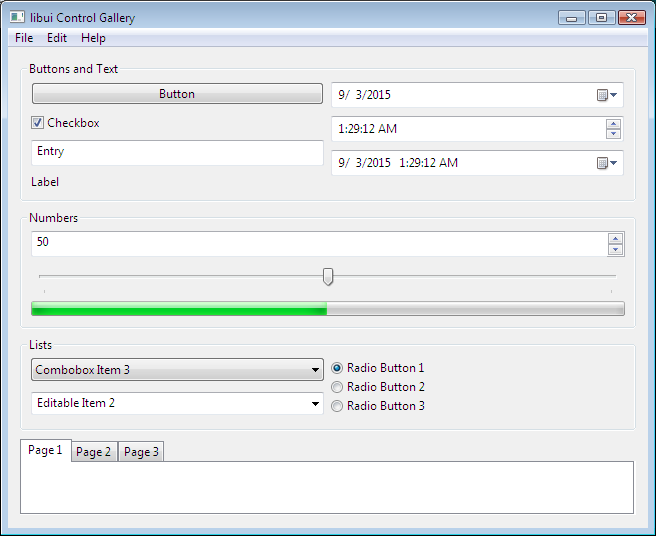 libui Control Gallery
File Edit Help
Buttons and Text
Button
Checkbox
Entry
Label
9/ 3/2015
1:29:12 AM
9/ 3/2015 1:29:12 AM
Numbers
50
Lists
Combobox Item 3
Editable Item 2
Radio Button 1
Radio Button 2
Radio Button 3
Page 1 Page 2 Page 3